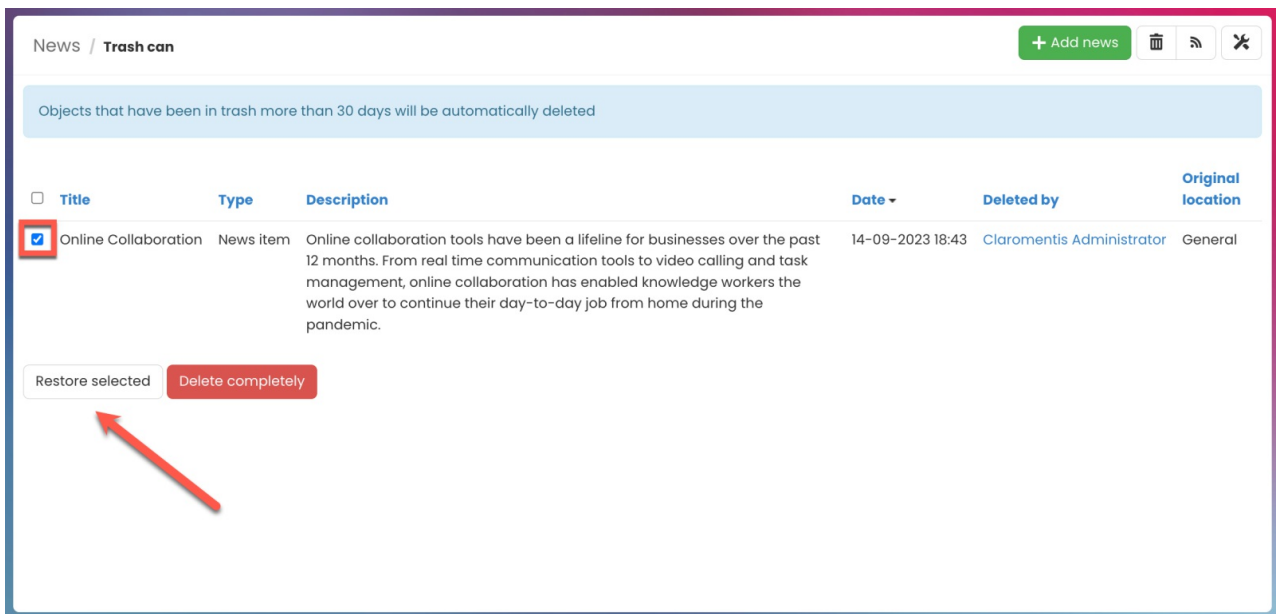 News / Trash can
+ Add news
Objects that have been in trash more than 30 days will be automatically deleted
Title Type Description Date Deleted by Original location
Online Collaboration News item Online collaboration tools have been a lifeline for businesses over the past 14-09-2023 18:43 Claromentis Administrator General
12 months. From real time communication tools to video calling and task
management, online collaboration has enabled knowledge workers the
world over to continue their day-to-day job from home during the
pandemic.
Restore selected Delete completely